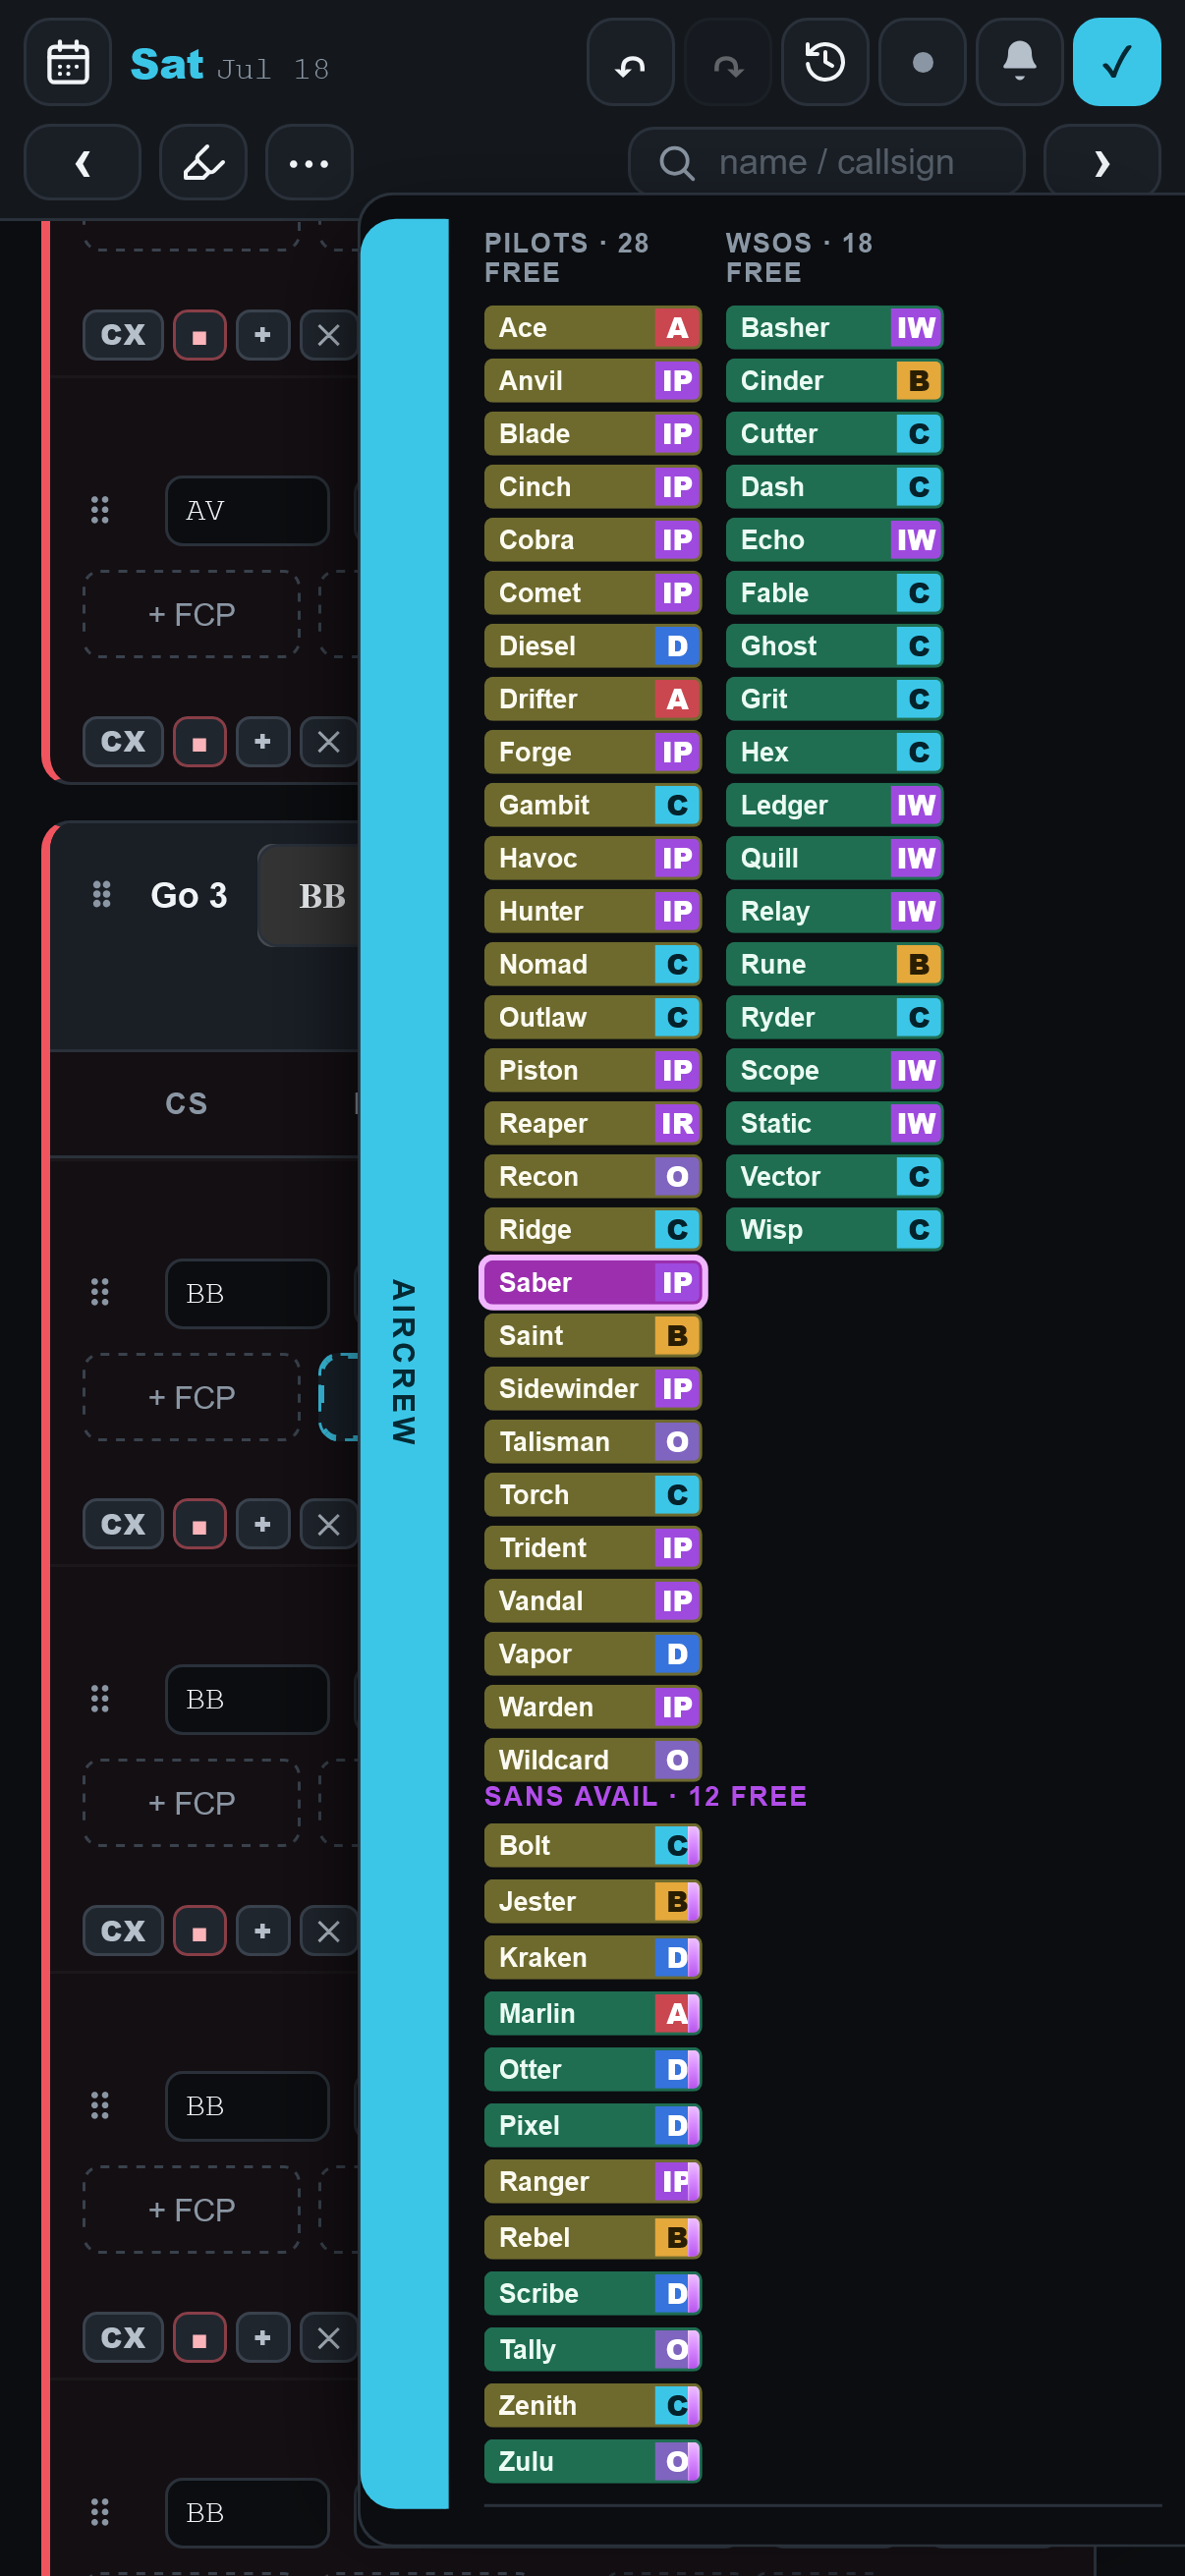 Sat Jul 18
name / callsign
PILOTS · 28 FREE
WSOS · 18 FREE
Ace A
Basher IW
Anvil IP
Cinder B
Blade IP
Cutter C
Cinch IP
Dash C
Cobra IP
Echo IW
Comet IP
Fable C
Diesel D
Ghost C
Drifter A
Grit C
Forge IP
Hex C
Gambit C
Ledger IW
Havoc IP
Quill IW
Hunter IP
Relay IW
Nomad C
Rune B
Outlaw C
Ryder C
Piston IP
Scope IW
Reaper IR
Static IW
Recon O
Vector C
Ridge C
Wisp C
Saber IP
Saint B
Sidewinder IP
Talisman O
Torch C
Trident IP
Vandal IP
Vapor D
Warden IP
Wildcard O
SANS AVAIL · 12 FREE
Bolt C
Jester B
Kraken D
Marlin A
Otter D
Pixel D
Ranger IP
Rebel B
Scribe D
Tally O
Zenith C
Zulu O
AIRCREW
CX
AV
+ FCP
CX
Go 3 BB
CS
BB
+ FCP
CX
BB
+ FCP
CX
BB
+ FCP
CX
BB